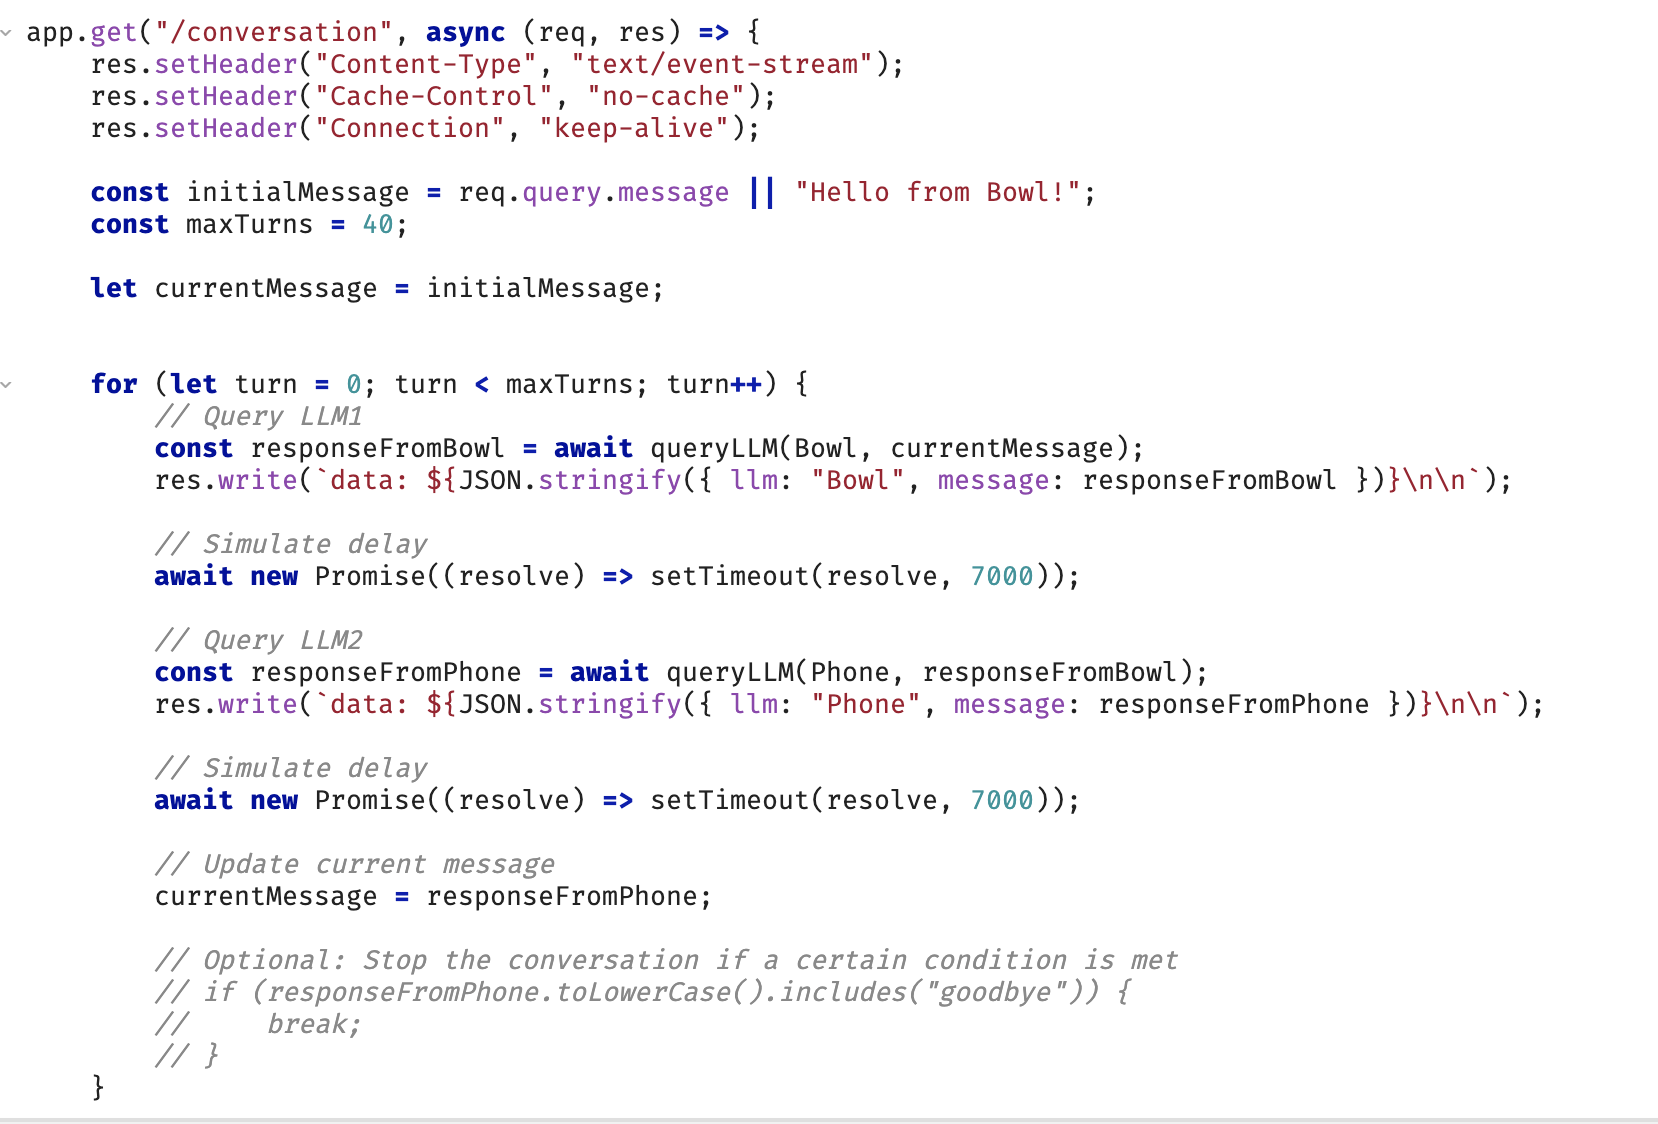 app.get("/conversation", async (req, res) => {
    res.setHeader("Content-Type", "text/event-stream");
    res.setHeader("Cache-Control", "no-cache");
    res.setHeader("Connection", "keep-alive");

    const initialMessage = req.query.message || "Hello from Bowl!";
    const maxTurns = 40;

    let currentMessage = initialMessage;


    for (let turn = 0; turn < maxTurns; turn++) {
        // Query LLM1
        const responseFromBowl = await queryLLM(Bowl, currentMessage);
        res.write(`data: ${JSON.stringify({ llm: "Bowl", message: responseFromBowl })}\n\n`);

        // Simulate delay
        await new Promise((resolve) => setTimeout(resolve, 7000));

        // Query LLM2
        const responseFromPhone = await queryLLM(Phone, responseFromBowl);
        res.write(`data: ${JSON.stringify({ llm: "Phone", message: responseFromPhone })}\n\n`);

        // Simulate delay
        await new Promise((resolve) => setTimeout(resolve, 7000));

        // Update current message
        currentMessage = responseFromPhone;

        // Optional: Stop the conversation if a certain condition is met
        // if (responseFromPhone.toLowerCase().includes("goodbye")) {
        //     break;
        // }
    }